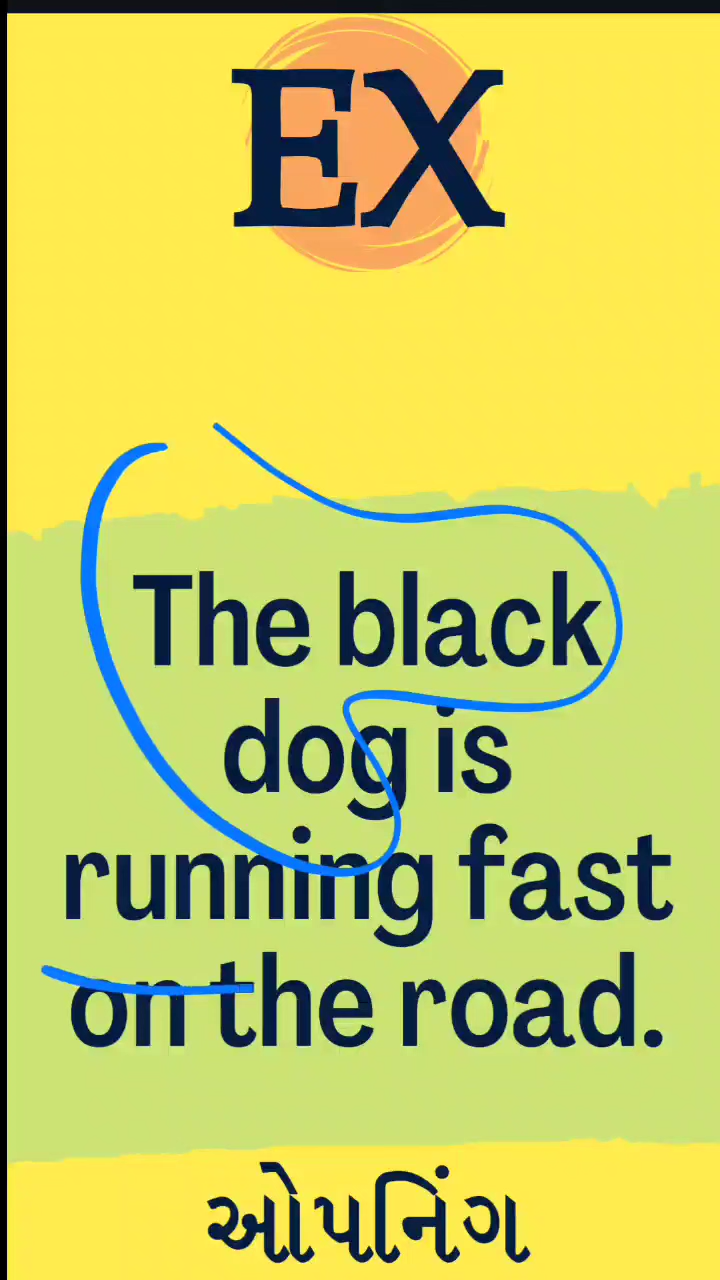 EX
The black
dog is
running fast
on the road.
ઓપનિંગ